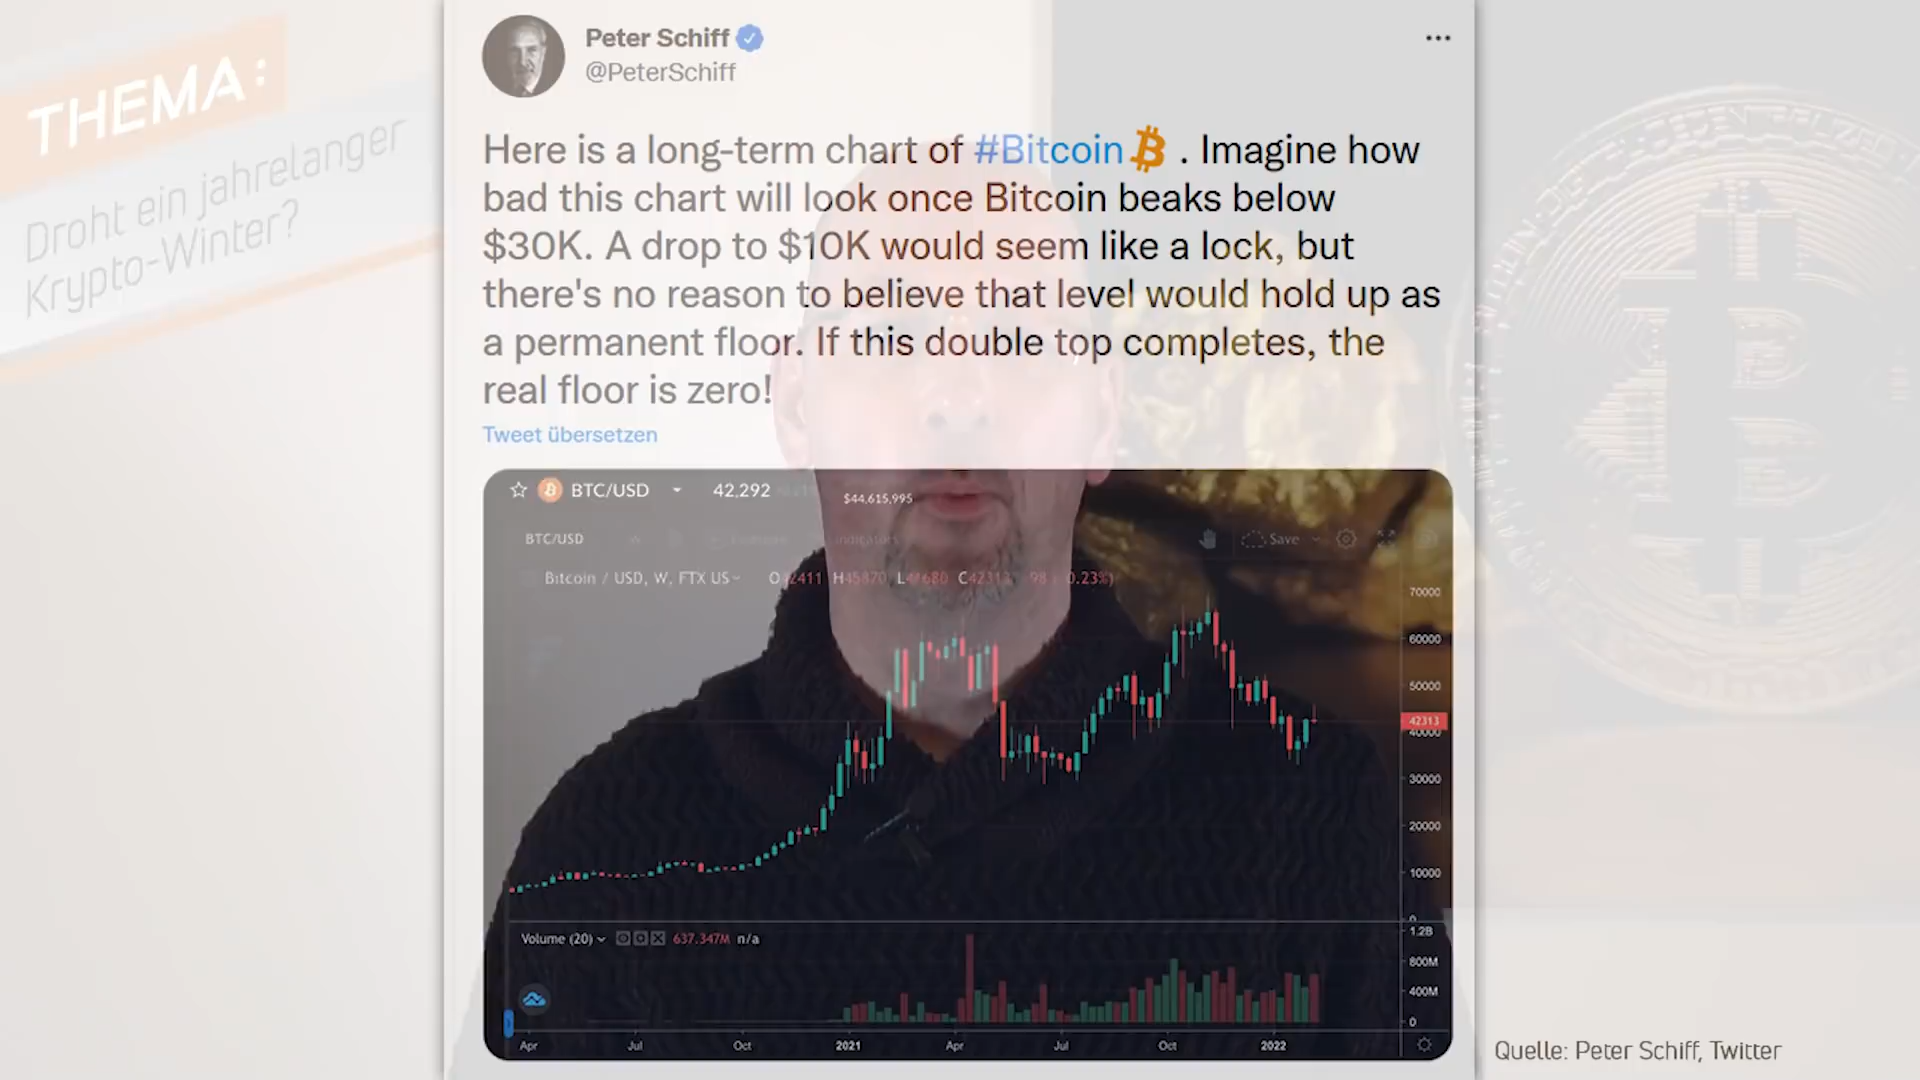 THEMA:
Droht ein jahrelanger
Krypto-Winter?
Peter Schiff
@PeterSchiff
Here is a long-term chart of #Bitcoin . Imagine how
bad this chart will look once Bitcoin beaks below
$30K. A drop to $10K would seem like a lock, but
there's no reason to believe that level would hold up as
a permanent floor. If this double top completes, the
real floor is zero!
Tweet übersetzen
BTC/USD 42,292 $44,615,995
BTC/USD Indicators Save
Bitcoin / USD, W, FTX US H45870 C42313 0.23%)
70000
60000
50000
42313
40000
30000
20000
10000
0
Volume (20) 637.347M n/a
1.2B
800M
400M
0
Apr Jul Oct 2021 Apr Jul Oct 2022
Quelle: Peter Schiff, Twitter